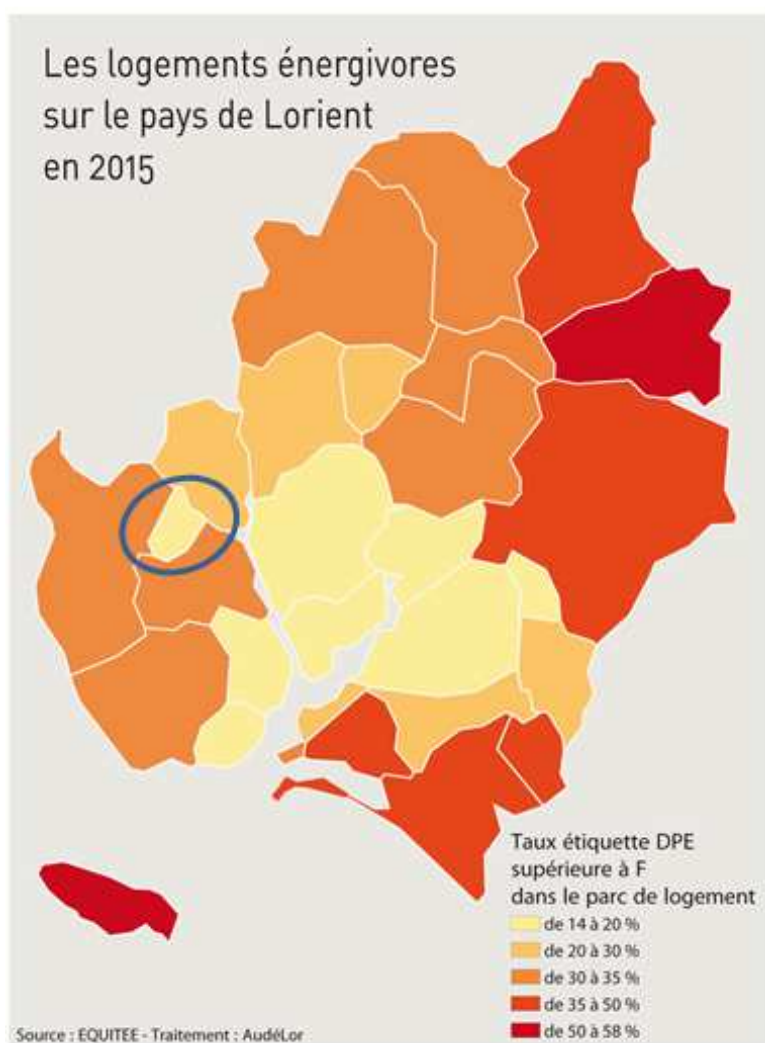 Les logements énergivores
sur le pays de Lorient
en 2015
Taux étiquette DPE
supérieure à F
dans le parc de logement
de 14 à 20 %
de 20 à 30 %
de 30 à 35 %
de 35 à 50 %
de 50 à 58 %
Source : EQUITEE - Traitement : AudéLor